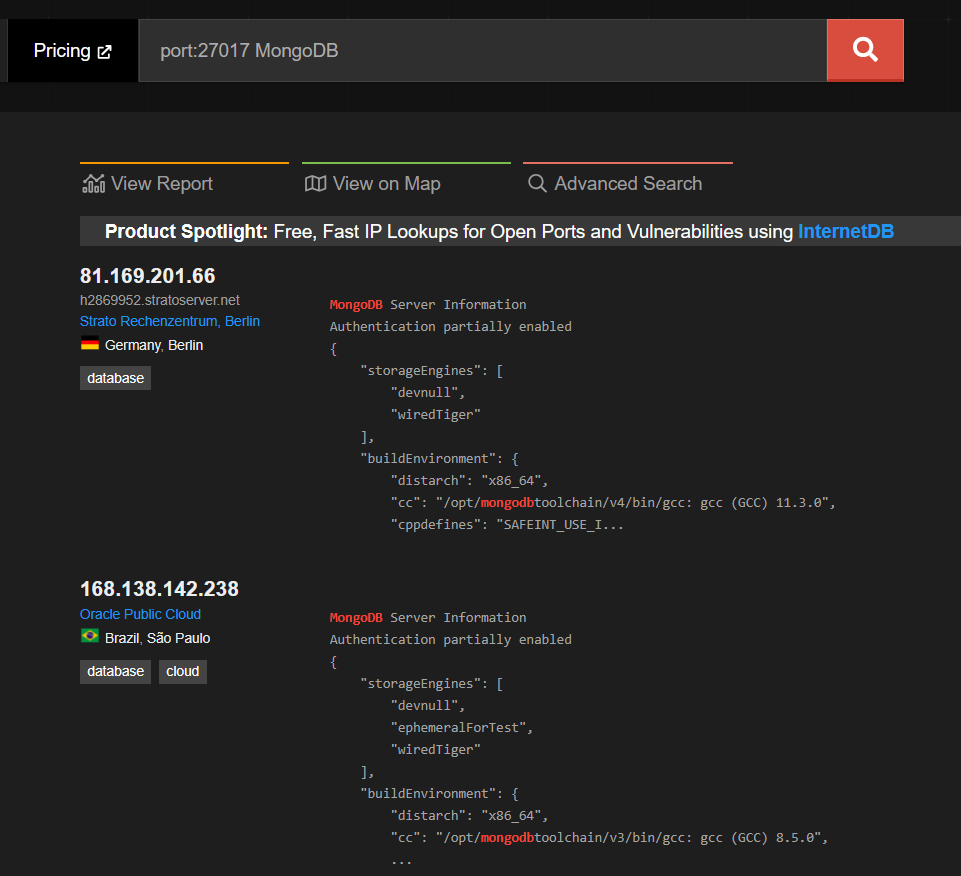 Pricing
port:27017 MongoDB
View Report
View on Map
Advanced Search
Product Spotlight: Free, Fast IP Lookups for Open Ports and Vulnerabilities using InternetDB
81.169.201.66
h2869952.stratoserver.net
Strato Rechenzentrum, Berlin
Germany, Berlin
database
MongoDB Server Information
Authentication partially enabled
{
    "storageEngines": [
        "devnull",
        "wiredTiger"
    ],
    "buildEnvironment": {
        "distarch": "x86_64",
        "cc": "/opt/mongodbtoolchain/v4/bin/gcc: gcc (GCC) 11.3.0",
        "cppdefines": "SAFEINT_USE_I...
168.138.142.238
Oracle Public Cloud
Brazil, São Paulo
database cloud
MongoDB Server Information
Authentication partially enabled
{
    "storageEngines": [
        "devnull",
        "ephemeralForTest",
        "wiredTiger"
    ],
    "buildEnvironment": {
        "distarch": "x86_64",
        "cc": "/opt/mongodbtoolchain/v3/bin/gcc: gcc (GCC) 8.5.0",
        ...